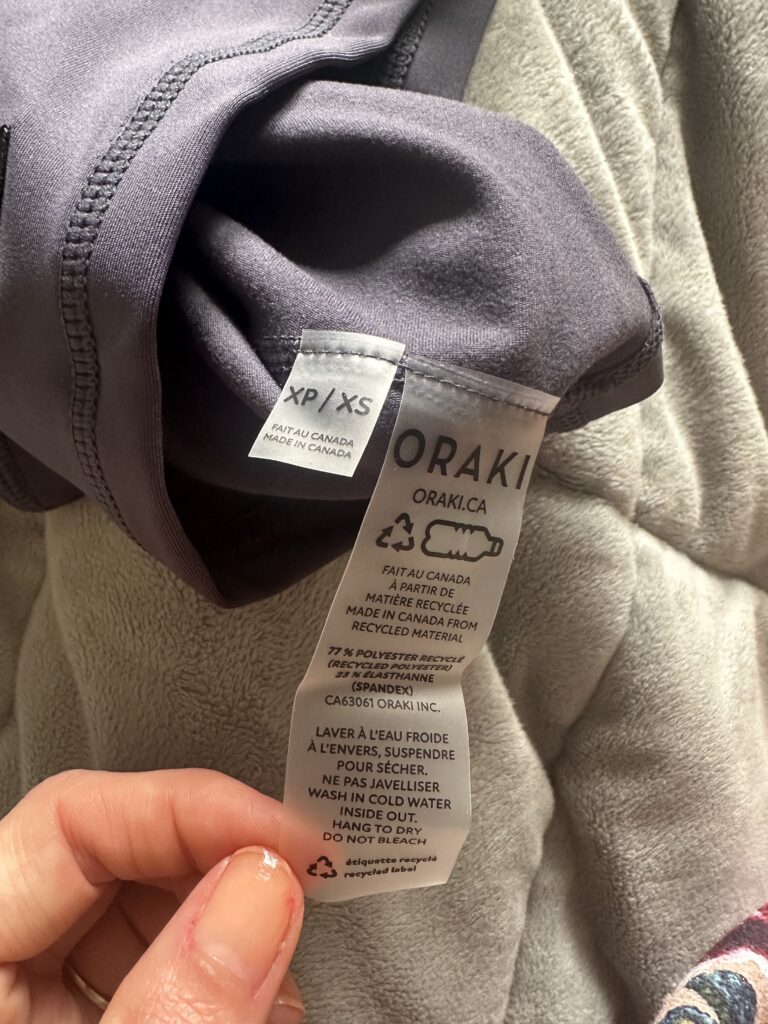 XP / XS
FAIT AU CANADA
MADE IN CANADA
ORAKI
ORAKI.CA
FAIT AU CANADA
À PARTIR DE
MATIÈRE RECYCLÉE
MADE IN CANADA FROM
RECYCLED MATERIAL
77 % POLYESTER RECYCLÉ
(RECYCLED POLYESTER)
23 % ÉLASTHANNE
(SPANDEX)
CA63061 ORAKI INC.
LAVER À L'EAU FROIDE
À L'ENVERS, SUSPENDRE
POUR SÉCHER.
NE PAS JAVELLISER
WASH IN COLD WATER
INSIDE OUT.
HANG TO DRY
DO NOT BLEACH
étiquette recyclé
recycled label